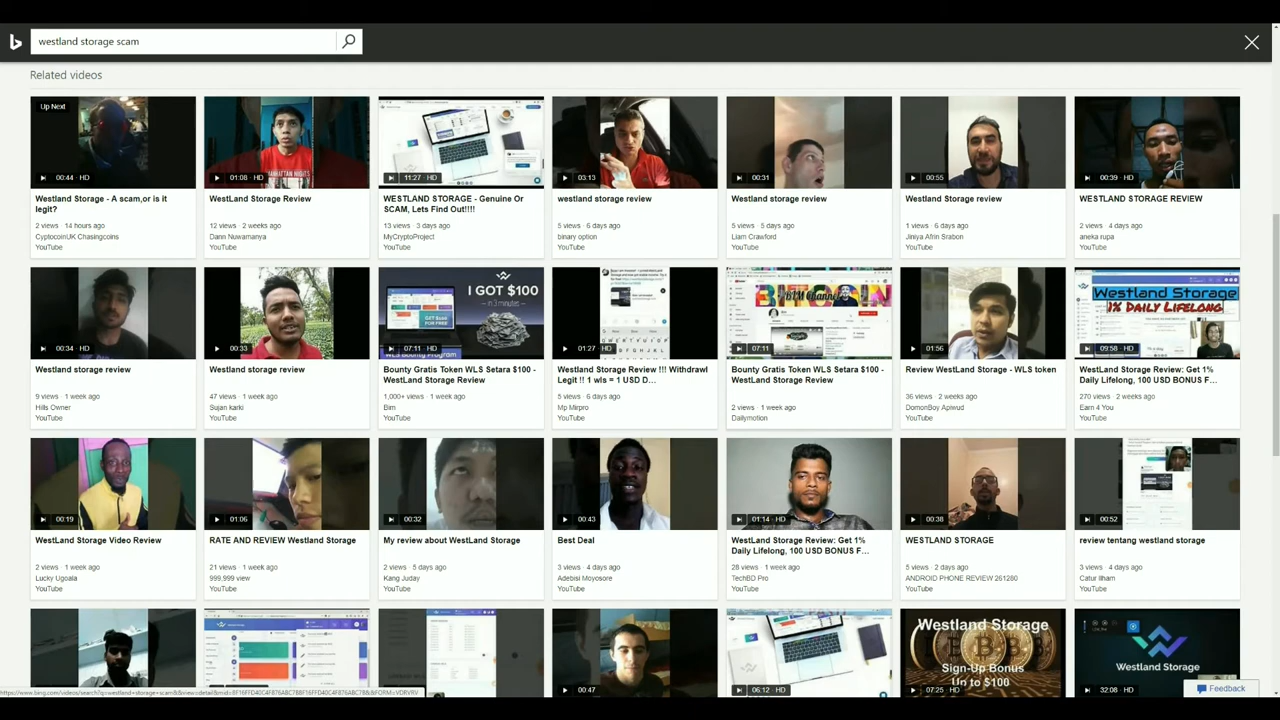 westland storage scam
Related videos
Up Next
00:44 · HD
01:08 · HD
11:27 · HD
03:13
00:31
00:55
00:39 · HD
Westland Storage - A scam,or is it
legit?
2 views · 14 hours ago
CyptocoinUK Chasingcoins
YouTube
WestLand Storage Review
12 views · 2 weeks ago
Dann Nuwamanya
YouTube
WESTLAND STORAGE - Genuine Or
SCAM, Lets Find Out!!!!
13 views · 3 days ago
MyCryptoProject
YouTube
westland storage review
5 views · 6 days ago
binary option
YouTube
Westland storage review
5 views · 5 days ago
Liam Crawford
YouTube
Westland Storage review
1 views · 6 days ago
Jiniya Afrin Srabon
YouTube
WESTLAND STORAGE REVIEW
2 views · 4 days ago
aneka rupa
YouTube
00:34 · HD
00:33
I GOT $100
in 3 minutes
GET $100
FOR FREE
WLS Bounty Program
07:11 · HD
01:27 · HD
07:11
01:56
Westland Storage
1% DAILY LIFELONG
09:58 · HD
Westland storage review
9 views · 1 week ago
Hills Owner
YouTube
Westland storage review
47 views · 1 week ago
Sujan karki
YouTube
Bounty Gratis Token WLS Setara $100 -
WestLand Storage Review
1,000+ views · 1 week ago
Bim
YouTube
Westland Storage Review !!! Withdrawl
Legit !! 1 wls = 1 USD D...
5 views · 6 days ago
Mp Mirpro
YouTube
Bounty Gratis Token WLS Setara $100 -
WestLand Storage Review
2 views · 1 week ago
Dailymotion
Review WestLand Storage - WLS token
36 views · 2 weeks ago
DomonBoy Apiwud
YouTube
WestLand Storage Review: Get 1%
Daily Lifelong, 100 USD BONUS F...
270 views · 2 weeks ago
Earn 4 You
YouTube
00:19
01:06
00:32
00:43
01:14 · HD
00:38
00:52
WestLand Storage Video Review
2 views · 1 week ago
Lucky Ugoala
YouTube
RATE AND REVIEW Westland Storage
21 views · 1 week ago
999,999 view
YouTube
My review about WestLand Storage
2 views · 5 days ago
Kang Juday
YouTube
Best Deal
3 views · 4 days ago
Adebisi Moyosore
YouTube
WestLand Storage Review: Get 1%
Daily Lifelong, 100 USD BONUS F...
28 views · 1 week ago
TechBD Pro
YouTube
WESTLAND STORAGE
5 views · 2 days ago
ANDROID PHONE REVIEW 261280
YouTube
review tentang westland storage
3 views · 4 days ago
Catur Ilham
YouTube
00:47
06:12 · HD
Westland Storage
Sign-Up Bonus
Up to $100
07:25 · HD
Westland Storage
32:08 · HD
Feedback